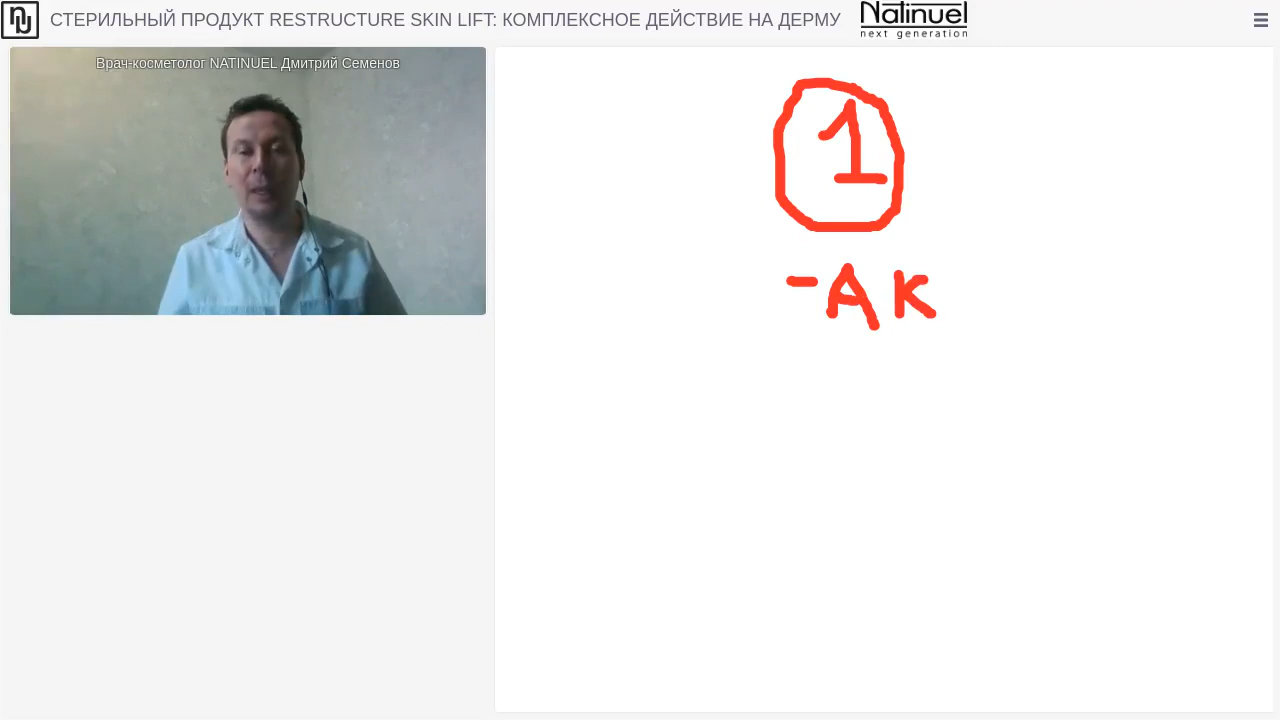 СТЕРИЛЬНЫЙ ПРОДУКТ RESTRUCTURE SKIN LIFT: КОМПЛЕКСНОЕ ДЕЙСТВИЕ НА ДЕРМУ
Natinuel
next generation
Врач-косметолог NATINUEL Дмитрий Семенов
1
- АК